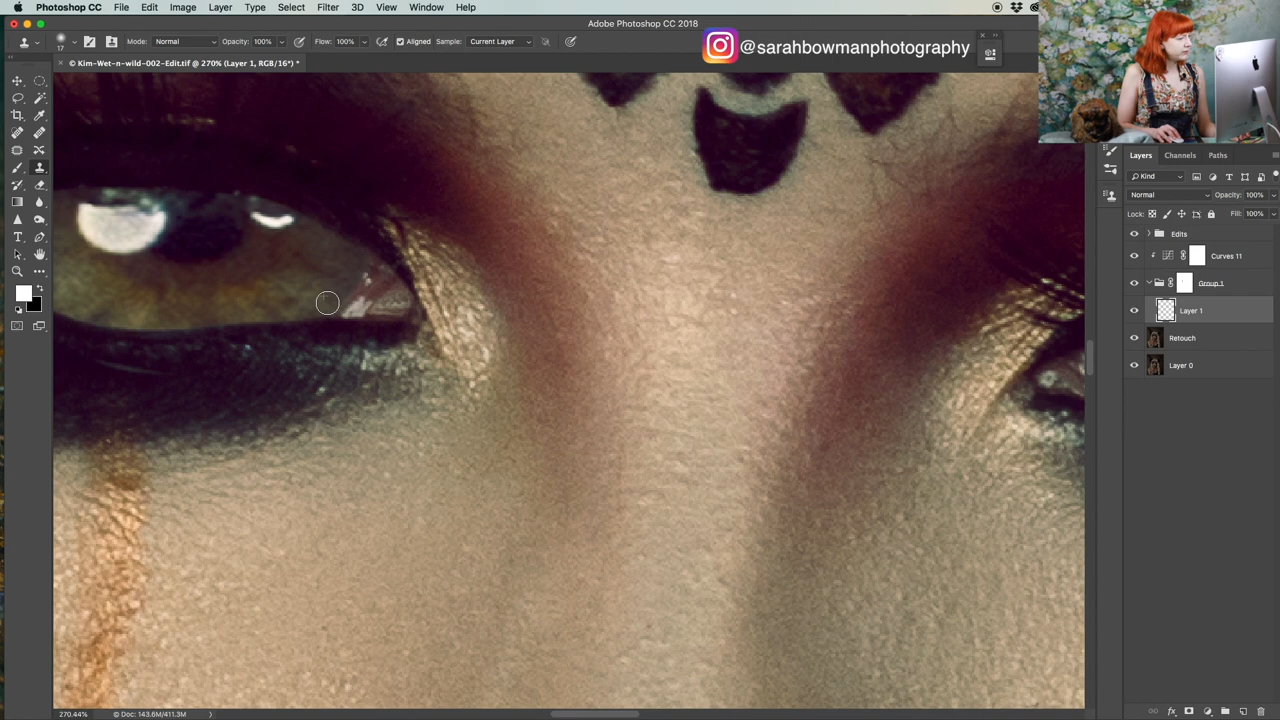 Photoshop CC File Edit Image Layer Type Select Filter 3D View Window Help
Adobe Photoshop CC 2018
17 Mode: Normal Opacity: 100% Flow: 100% Aligned Sample: Current Layer
@sarahbowmanphotography
© Kim-Wet-n-wild-002-Edit.tif @ 270% (Layer 1, RGB/16*) *
Layers Channels Paths
Kind
Normal Opacity: 100%
Lock: Fill: 100%
Edits
Curves 11
Group 1
Layer 1
Retouch
Layer 0
270.44% Doc: 143.6M/411.3M